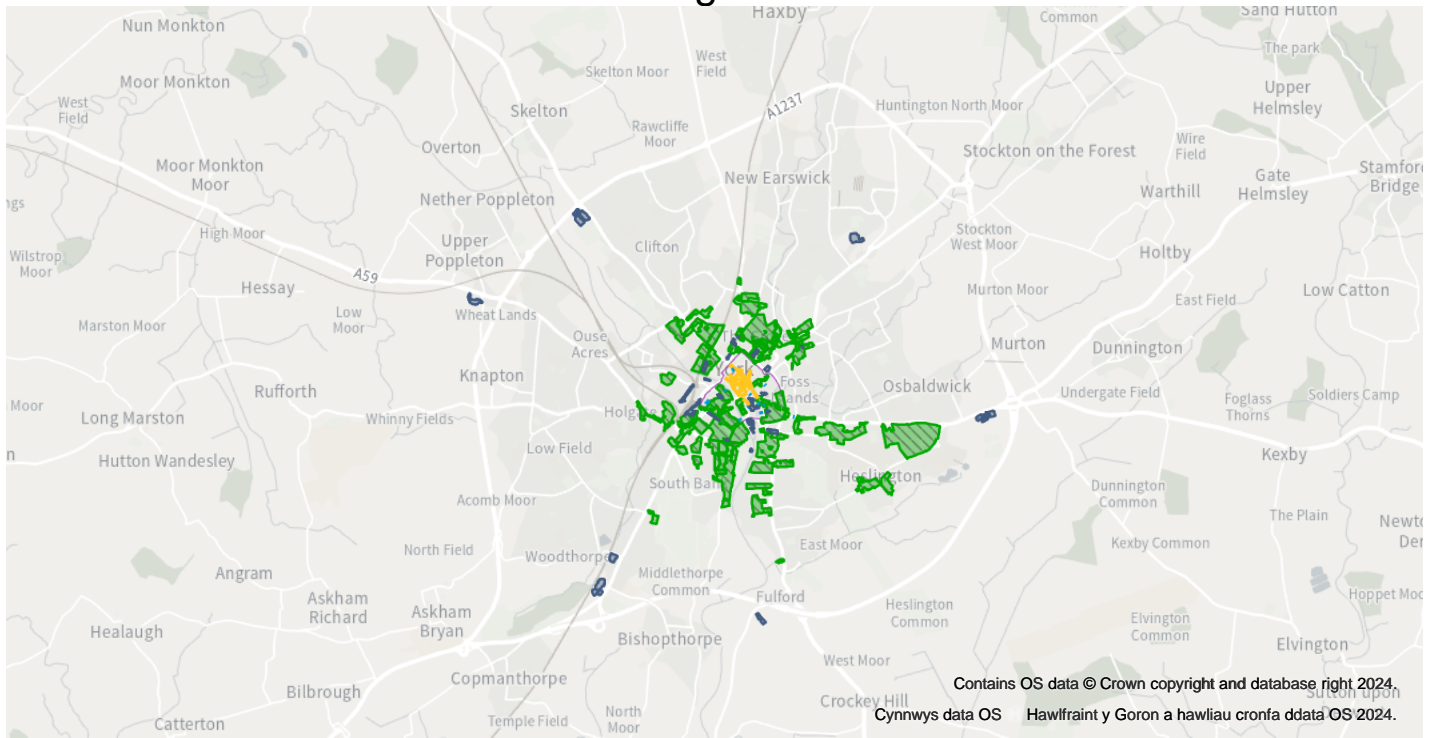 Haxby
Sand Hutton
Nun Monkton
Common
West
Field
The park
Skelton Moor
Moor Monkton
Upper
Helmsley
West
Field
Skelton
A1237
Huntington North Moor
Rawcliffe
Moor
Wire
Field
Overton
Stockton on the Forest
Moor Monkton
Moor
Stamford
Bridge
New Earswick
Gate
Helmsley
Nether Poppleton
Warthill
ngs
High Moor
Stockton
West Moor
Upper
Poppleton
Clifton
Holtby
Wilstrop
Moor
A59
Hessay
Murton Moor
Low Catton
East Field
Low
Moor
Wheat Lands
Marston Moor
Ouse
Acres
Murton
Dunnington
Knapton
York
Foss
Osbaldwick
Rufforth
Undergate Field
Soldiers Camp
Moor
Long Marston
Whinny Fields
Foglass
Thorns
Low Field
Hutton Wandesley
Kexby
n
Heslington
South Ban
Dunnington
Common
Acomb Moor
The Plain
North Field
East Moor
Kexby Common
Woodthorpe
Angram
Middlethorpe
Common
Askham
Richard
Fulford
Heslington
Common
Hoppet Moo
Askham
Bryan
Elvington
Common
Healaugh
Bishopthorpe
Elvington
West Moor
Copmanthorpe
Contains OS data © Crown copyright and database right 2024.
Bilbrough
Crockey Hill
Sutton upon
Cynnwys data OS Hawlfraint y Goron a hawliau cronfa ddata OS 2024.
Temple Field
North
Moor
Catterton